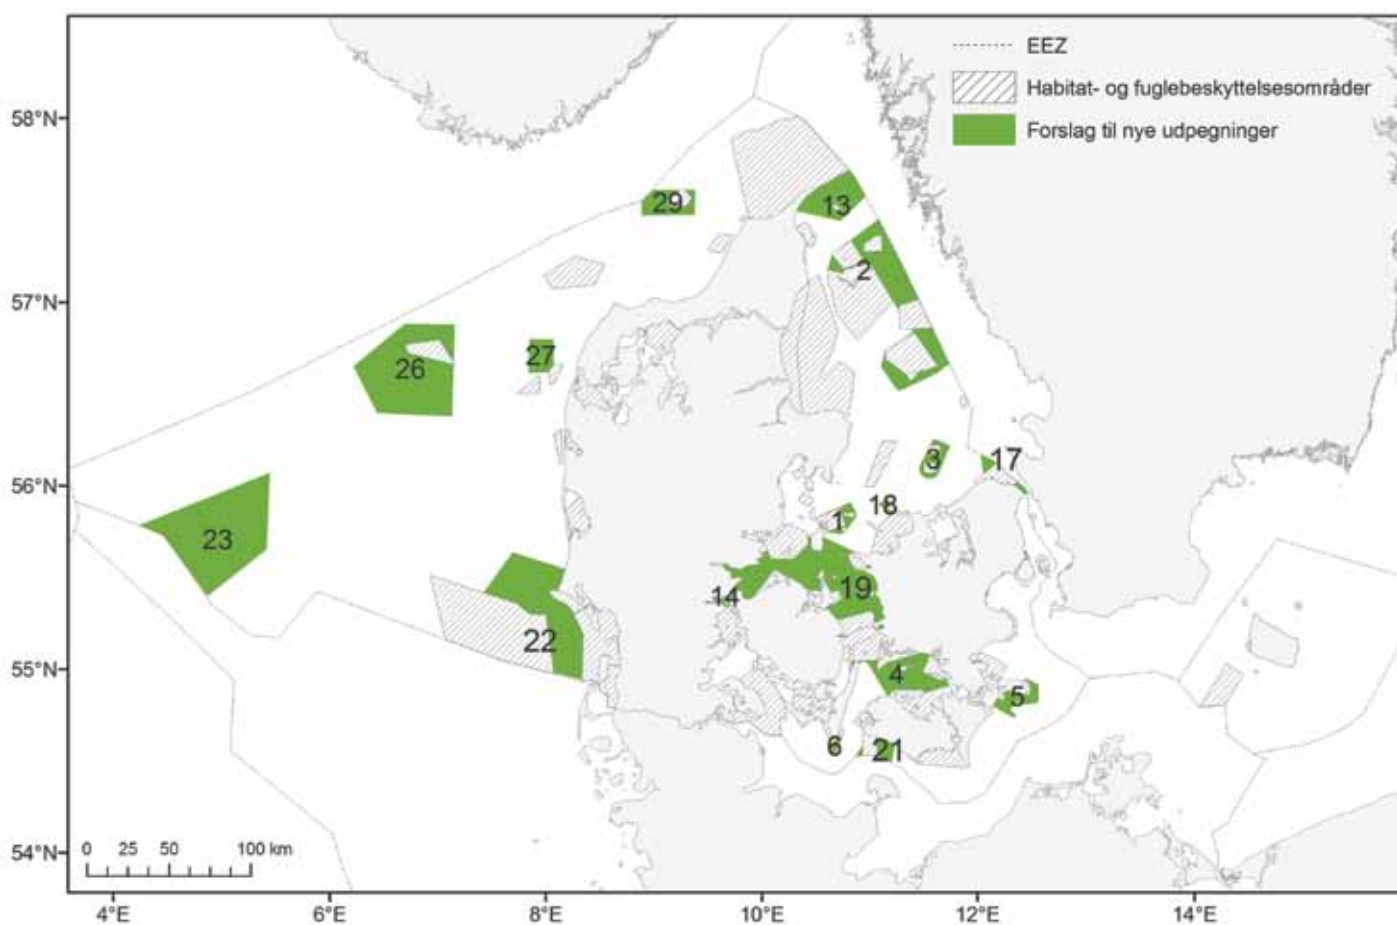 EEZ
Habitat- og fuglebeskyttelsesområder
Forslag til nye udpegninger
58°N
57°N
56°N
55°N
54°N
29
13
2
27
26
3
17
18
1
23
19
14
22
4
5
6
21
0 25 50 100 km
4°E 6°E 8°E 10°E 12°E 14°E